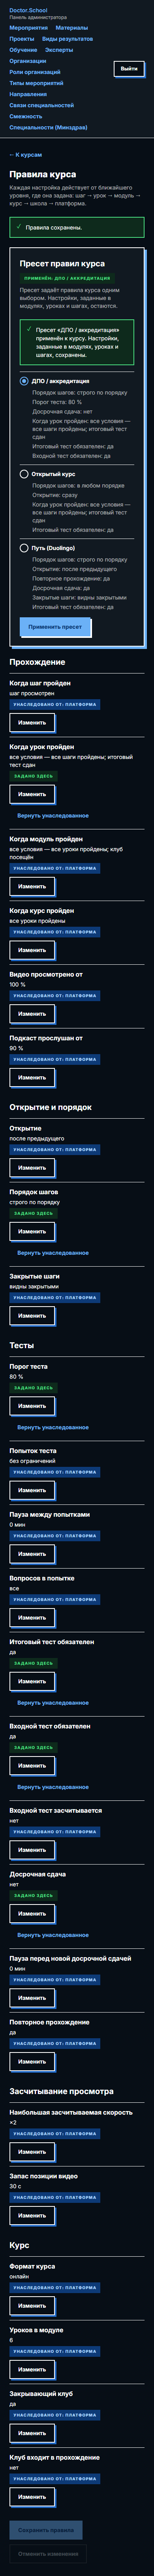 Doctor.School
Панель администратора
Мероприятия Материалы
Проекты Виды результатов
Обучение Эксперты
Организации
Роли организаций
Выйти
Типы мероприятий
Направления
Связи специальностей
Смежность
Специальности (Минздрав)
← К курсам
Правила курса
Каждая настройка действует от ближайшего
уровня, где она задана: шаг → урок → модуль →
курс → школа → платформа.
✓ Правила сохранены.
Пресет правил курса
ПРИМЕНЁН: ДПО / АККРЕДИТАЦИЯ
Пресет задаёт правила курса одним
выбором. Настройки, заданные в
модулях, уроках и шагах, остаются.
✓ Пресет «ДПО / аккредитация»
применён к курсу. Настройки,
заданные в модулях, уроках и
шагах, сохранены.
ДПО / аккредитация
Порядок шагов: строго по порядку
Порог теста: 80 %
Досрочная сдача: нет
Когда урок пройден: все условия —
все шаги пройдены; итоговый тест
сдан
Итоговый тест обязателен: да
Входной тест обязателен: да
Открытый курс
Порядок шагов: в любом порядке
Открытие: сразу
Когда урок пройден: все условия —
все шаги пройдены; итоговый тест
сдан
Итоговый тест обязателен: да
Путь (Duolingo)
Порядок шагов: строго по порядку
Открытие: после предыдущего
Повторное прохождение: да
Досрочная сдача: да
Закрытые шаги: видны закрытыми
Итоговый тест обязателен: да
Применить пресет
Прохождение
Когда шаг пройден
шаг просмотрен
УНАСЛЕДОВАНО ОТ: ПЛАТФОРМА
Изменить
Когда урок пройден
все условия — все шаги пройдены; итоговый
тест сдан
ЗАДАНО ЗДЕСЬ
Изменить
Вернуть унаследованное
Когда модуль пройден
все условия — все уроки пройдены; клуб
посещён
УНАСЛЕДОВАНО ОТ: ПЛАТФОРМА
Изменить
Когда курс пройден
все уроки пройдены
УНАСЛЕДОВАНО ОТ: ПЛАТФОРМА
Изменить
Видео просмотрено от
100 %
УНАСЛЕДОВАНО ОТ: ПЛАТФОРМА
Изменить
Подкаст прослушан от
90 %
УНАСЛЕДОВАНО ОТ: ПЛАТФОРМА
Изменить
Открытие и порядок
Открытие
после предыдущего
УНАСЛЕДОВАНО ОТ: ПЛАТФОРМА
Изменить
Порядок шагов
строго по порядку
ЗАДАНО ЗДЕСЬ
Изменить
Вернуть унаследованное
Закрытые шаги
видны закрытыми
УНАСЛЕДОВАНО ОТ: ПЛАТФОРМА
Изменить
Тесты
Порог теста
80 %
ЗАДАНО ЗДЕСЬ
Изменить
Вернуть унаследованное
Попыток теста
без ограничений
УНАСЛЕДОВАНО ОТ: ПЛАТФОРМА
Изменить
Пауза между попытками
0 мин
УНАСЛЕДОВАНО ОТ: ПЛАТФОРМА
Изменить
Вопросов в попытке
все
УНАСЛЕДОВАНО ОТ: ПЛАТФОРМА
Изменить
Итоговый тест обязателен
да
ЗАДАНО ЗДЕСЬ
Изменить
Вернуть унаследованное
Входной тест обязателен
да
ЗАДАНО ЗДЕСЬ
Изменить
Вернуть унаследованное
Входной тест засчитывается
нет
УНАСЛЕДОВАНО ОТ: ПЛАТФОРМА
Изменить
Досрочная сдача
нет
ЗАДАНО ЗДЕСЬ
Изменить
Вернуть унаследованное
Пауза перед новой досрочной сдачей
0 мин
УНАСЛЕДОВАНО ОТ: ПЛАТФОРМА
Изменить
Повторное прохождение
да
УНАСЛЕДОВАНО ОТ: ПЛАТФОРМА
Изменить
Засчитывание просмотра
Наибольшая засчитываемая скорость
×2
УНАСЛЕДОВАНО ОТ: ПЛАТФОРМА
Изменить
Запас позиции видео
30 с
УНАСЛЕДОВАНО ОТ: ПЛАТФОРМА
Изменить
Курс
Формат курса
онлайн
УНАСЛЕДОВАНО ОТ: ПЛАТФОРМА
Изменить
Уроков в модуле
6
УНАСЛЕДОВАНО ОТ: ПЛАТФОРМА
Изменить
Закрывающий клуб
да
УНАСЛЕДОВАНО ОТ: ПЛАТФОРМА
Изменить
Клуб входит в прохождение
нет
УНАСЛЕДОВАНО ОТ: ПЛАТФОРМА
Изменить
Сохранить правила
Отменить изменения